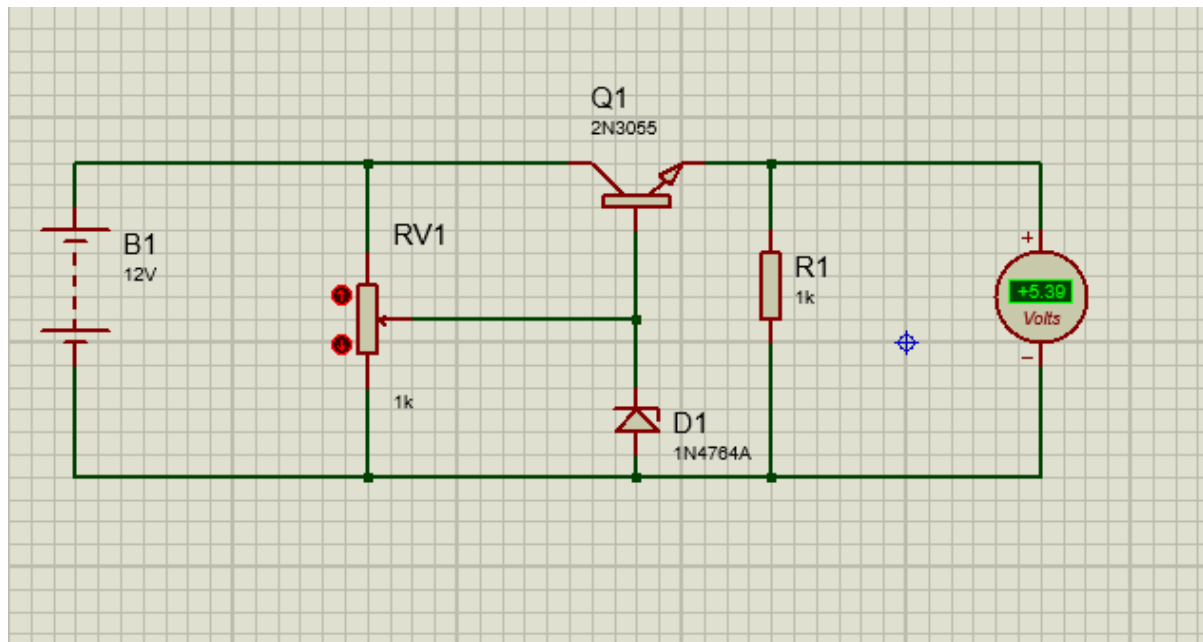 Q1
2N3055
B1
12V
RV1
1k
R1
1k
D1
1N4764A
+
+5.39
Volts
−